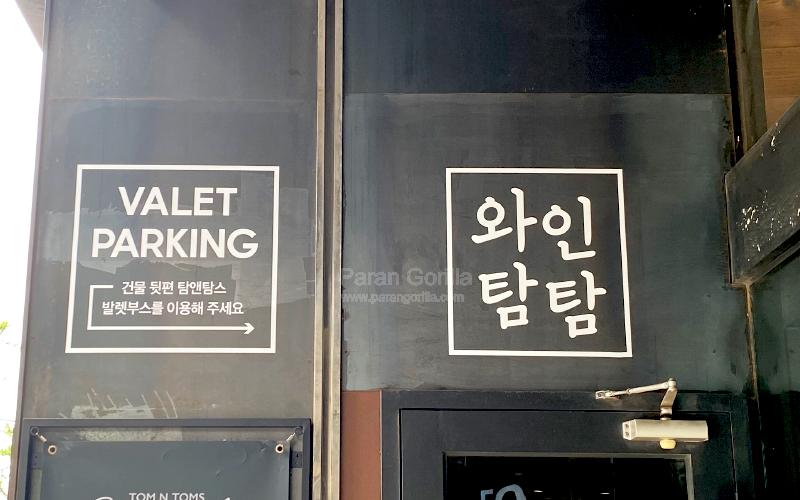 VALET
PARKING
건물 뒷편 탐앤탐스
발렛부스를 이용해 주세요
와인
탐탐
Paran Gorilla
www.parangorilla.com
TOM N TOMS